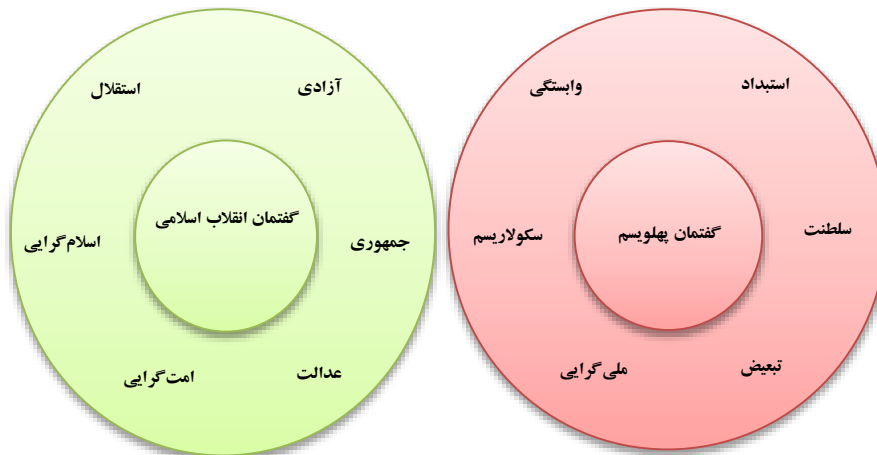 استبداد
وابستگی
سلطنت
گفتمان پهلویسم
سکولاریسم
تبعیض
ملی‌گرایی
آزادی
استقلال
جمهوری
گفتمان انقلاب اسلامی
اسلام‌گرایی
عدالت
امت‌گرایی